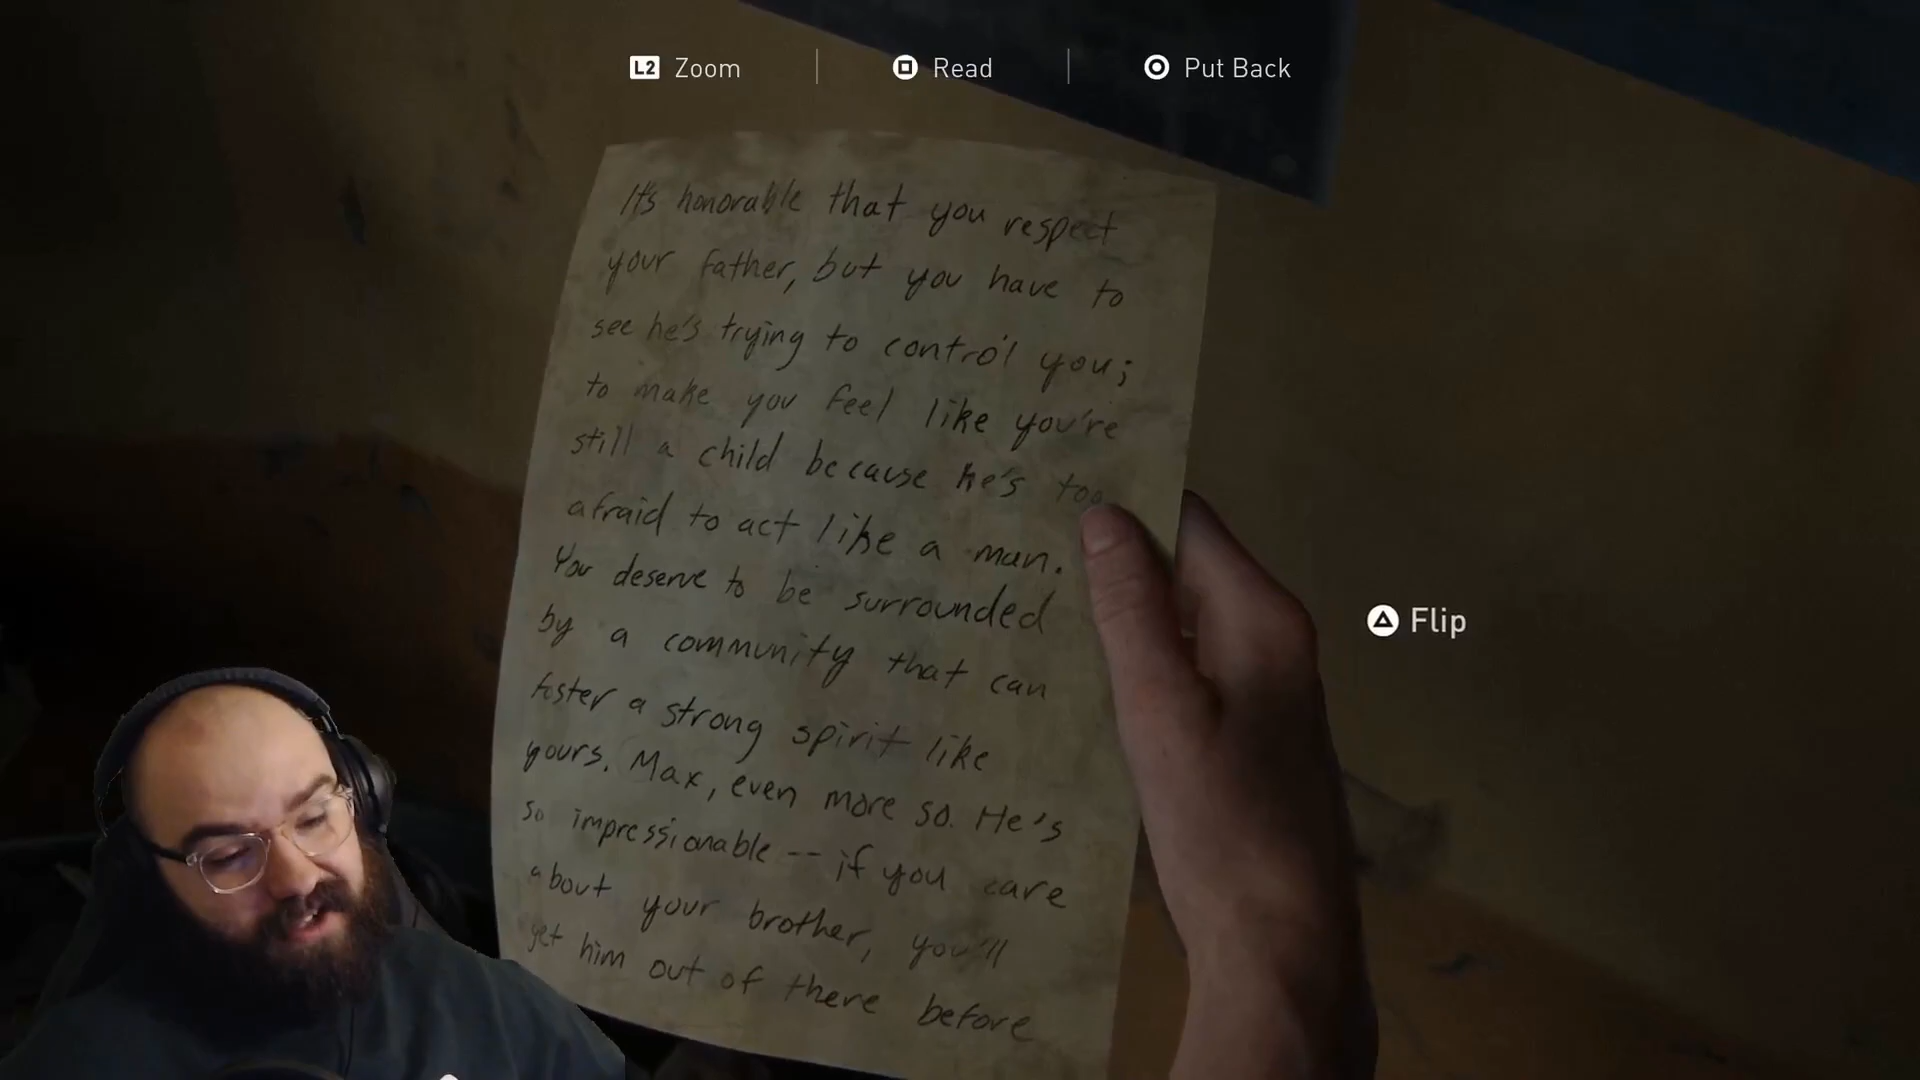 L2 Zoom
Read
Put Back
It's honorable that you respect
your father, but you have to
see he's trying to control you;
to make you feel like you're
still a child because he's too
afraid to act like a man.
You deserve to be surrounded
by a community that can
foster a strong spirit like
yours. Max, even more so. He's
so impressionable -- if you care
about your brother, you'll
get him out of there before
Flip